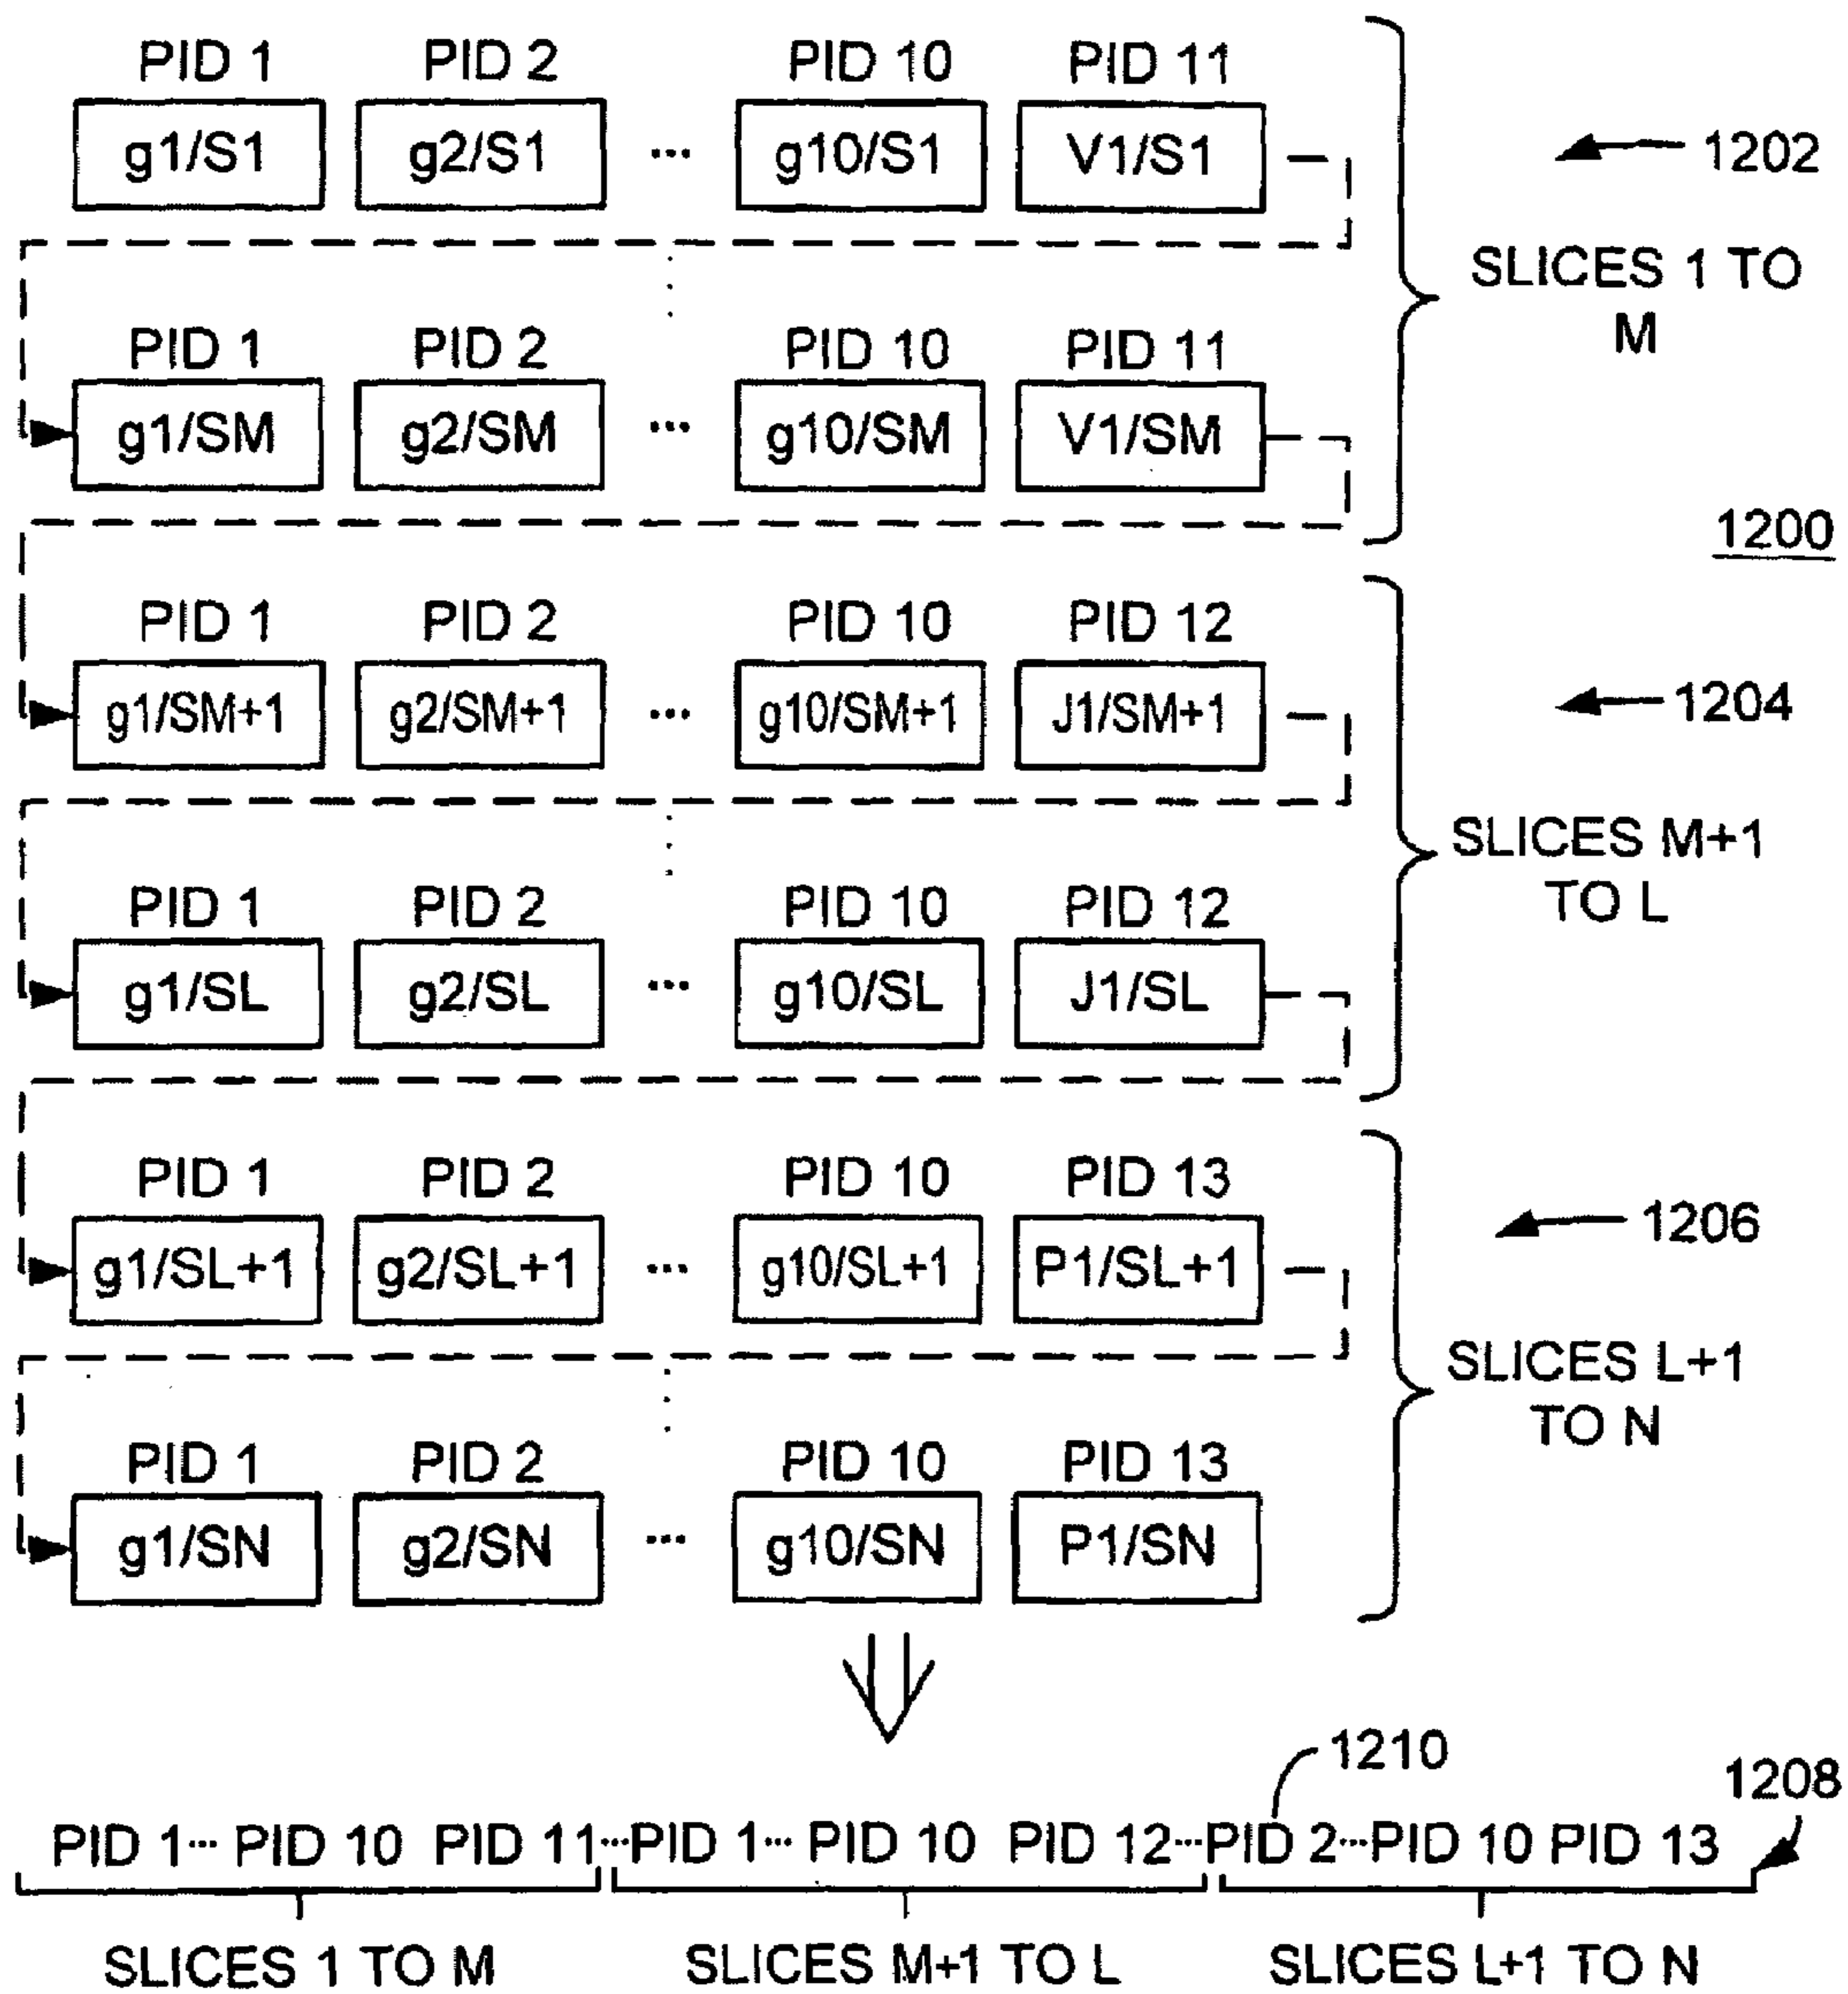 PID 1 PID 2 PID 10 PID 11
g1/S1 g2/S1 ... g10/S1 V1/S1
1202
SLICES 1 TO
M
PID 1 PID 2 PID 10 PID 11
g1/SM g2/SM ... g10/SM V1/SM
1200
PID 1 PID 2 PID 10 PID 12
g1/SM+1 g2/SM+1 ... g10/SM+1 J1/SM+1
1204
SLICES M+1
TO L
PID 1 PID 2 PID 10 PID 12
g1/SL g2/SL ... g10/SL J1/SL
PID 1 PID 2 PID 10 PID 13
g1/SL+1 g2/SL+1 ... g10/SL+1 P1/SL+1
1206
SLICES L+1
TO N
PID 1 PID 2 PID 10 PID 13
g1/SN g2/SN ... g10/SN P1/SN
1210
1208
PID 1... PID 10 PID 11...PID 1... PID 10 PID 12...PID 2...PID 10 PID 13
SLICES 1 TO M SLICES M+1 TO L SLICES L+1 TO N